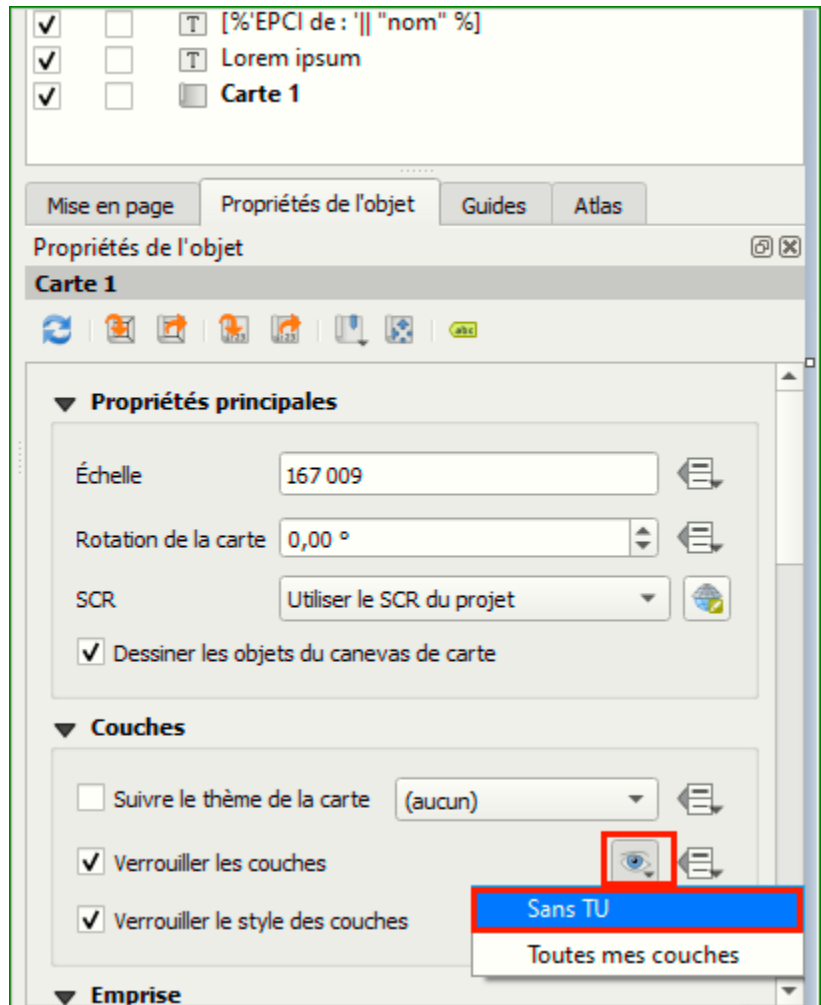 [%'EPCI de : '|| "nom" %]
Lorem ipsum
Carte 1
Mise en page Propriétés de l'objet Guides Atlas
Propriétés de l'objet
Carte 1
Propriétés principales
Échelle 167 009
Rotation de la carte 0,00 °
SCR Utiliser le SCR du projet
Dessiner les objets du canevas de carte
Couches
Suivre le thème de la carte (aucun)
Verrouiller les couches
Verrouiller le style des couches
Sans TU
Toutes mes couches
Emprise